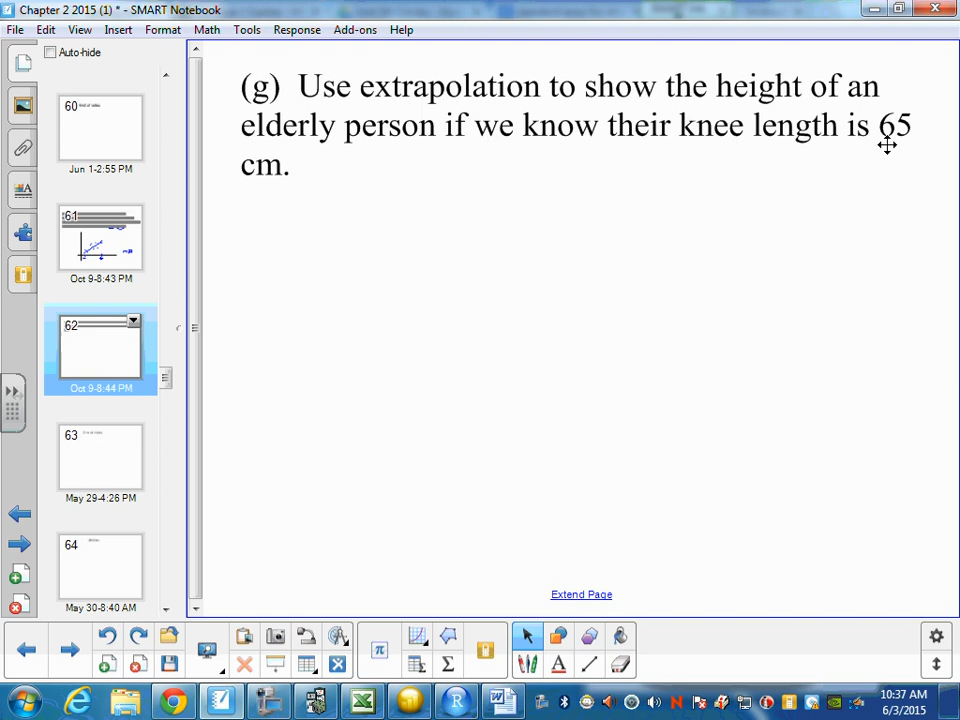 Chapter 2 2015 (1) * - SMART Notebook
File Edit View Insert Format Math Tools Response Add-ons Help
Auto-hide
(g) Use extrapolation to show the height of an
elderly person if we know their knee length is 65
cm.
60
Jun 1-2:55 PM
61
Oct 9-8:43 PM
62
Oct 9-8:44 PM
63
May 29-4:26 PM
64
May 30-8:40 AM
Extend Page
10:37 AM
6/3/2015